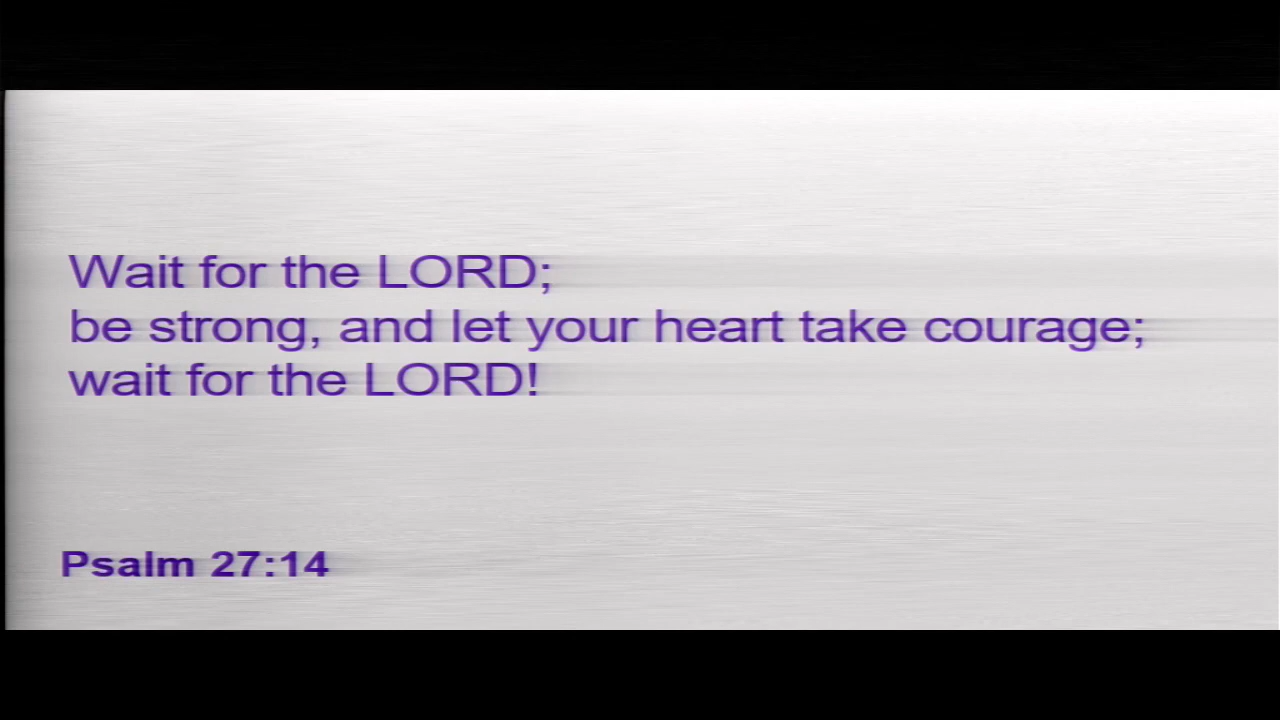 Wait for the LORD;
be strong, and let your heart take courage;
wait for the LORD!
Psalm 27:14